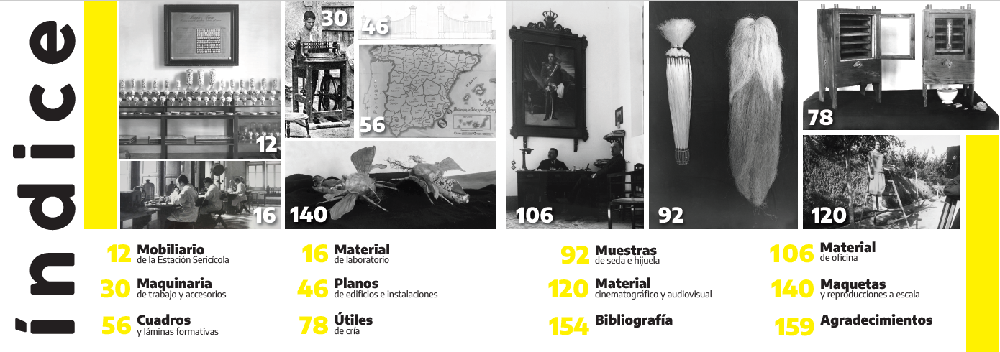 índice
12
30
46
56
16
140
106
92
78
120
12 Mobiliario
de la Estación Sericícola
30 Maquinaria
de trabajo y accesorios
56 Cuadros
y láminas formativas
16 Material
de laboratorio
46 Planos
de edificios e instalaciones
78 Útiles
de cría
92 Muestras
de seda e hijuela
120 Material
cinematográfico y audiovisual
154 Bibliografía
106 Material
de oficina
140 Maquetas
y reproducciones a escala
159 Agradecimientos